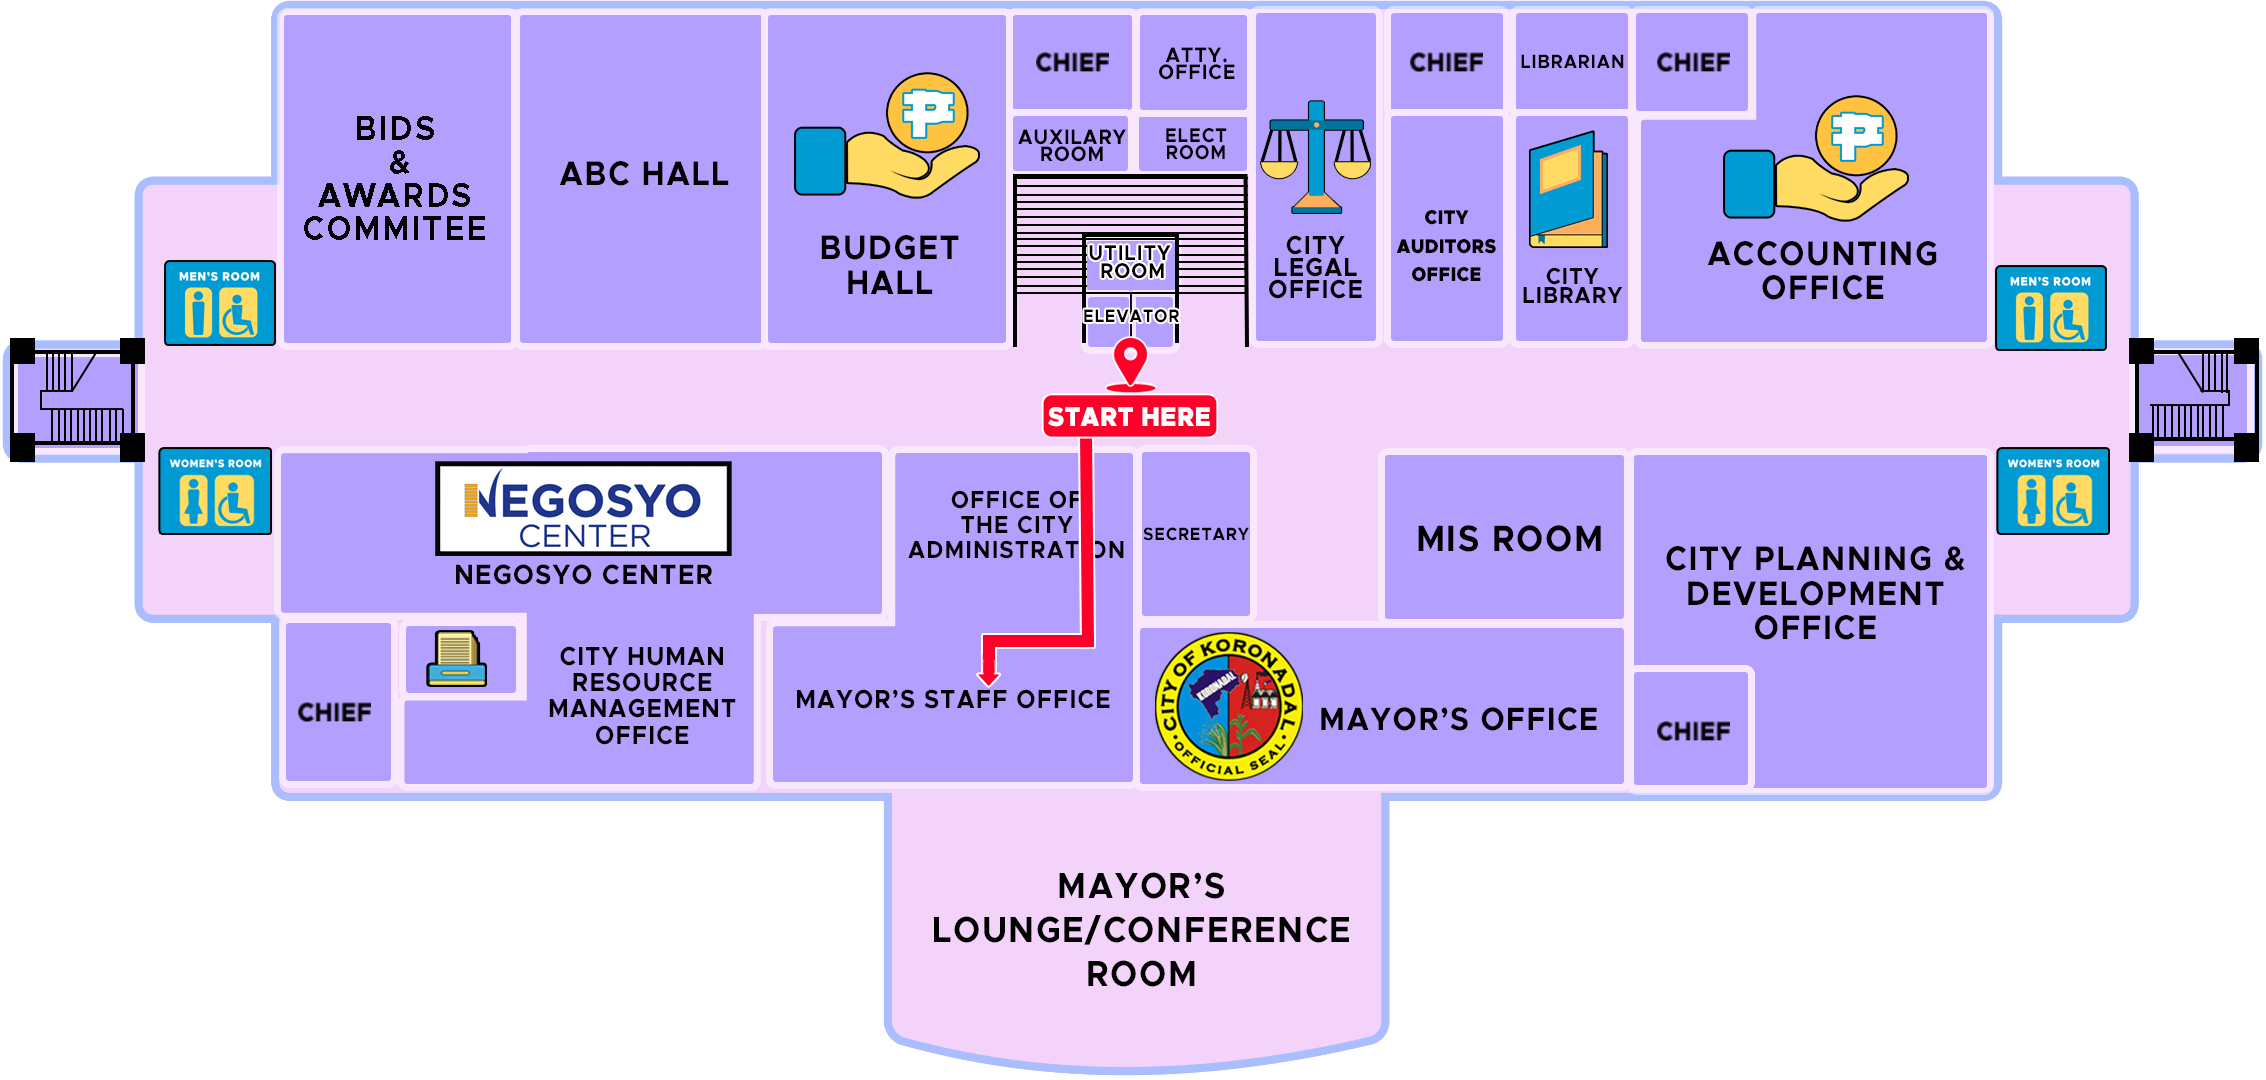 BIDS
&
AWARDS
COMMITEE
ABC HALL
BUDGET
HALL
CHIEF
ATTY.
OFFICE
AUXILARY
ROOM
ELECT
ROOM
UTILITY
ROOM
ELEVATOR
CITY
LEGAL
OFFICE
CHIEF
CITY
AUDITORS
OFFICE
LIBRARIAN
CITY
LIBRARY
CHIEF
ACCOUNTING
OFFICE
MEN'S ROOM
MEN'S ROOM
START HERE
WOMEN'S ROOM
WOMEN'S ROOM
NEGOSYO
CENTER
NEGOSYO CENTER
OFFICE OF
THE CITY
ADMINISTRATION
SECRETARY
MIS ROOM
CITY PLANNING &
DEVELOPMENT
OFFICE
CHIEF
CITY HUMAN
RESOURCE
MANAGEMENT
OFFICE
MAYOR'S STAFF OFFICE
CITY OF KORONADAL
KORONADAL
OFFICIAL SEAL
MAYOR'S OFFICE
CHIEF
MAYOR'S
LOUNGE/CONFERENCE
ROOM